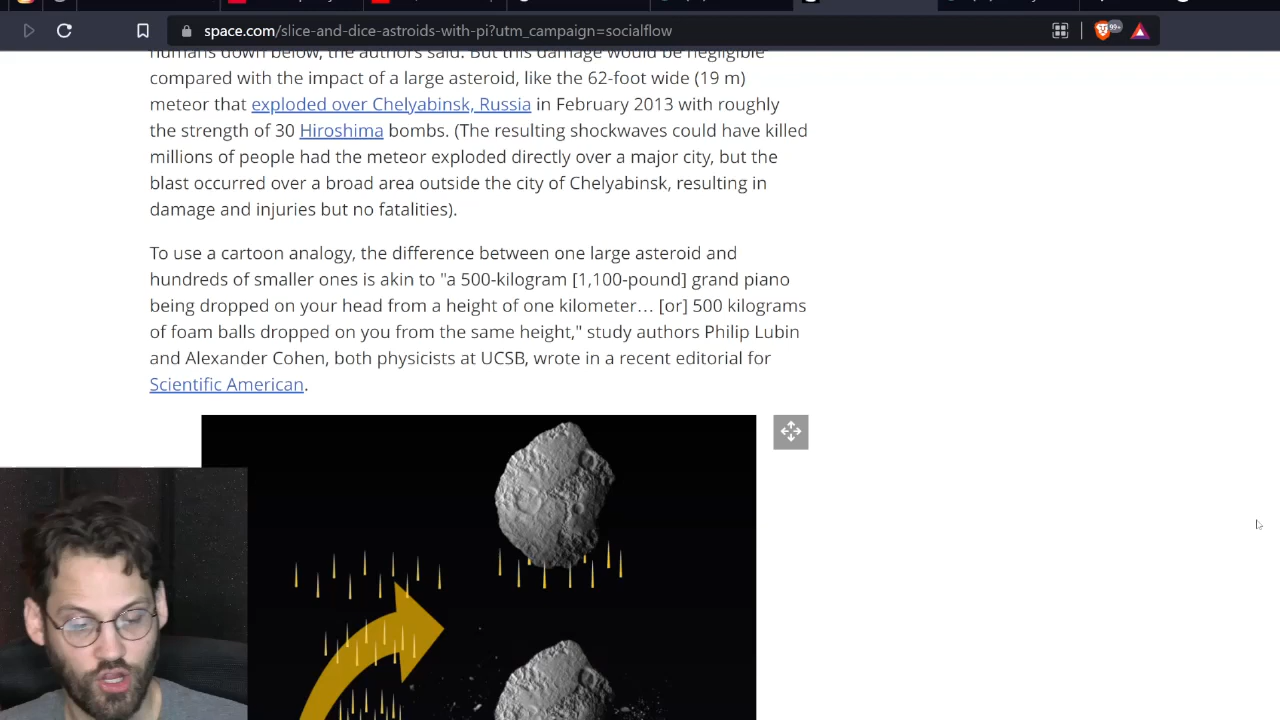 99+
space.com/slice-and-dice-astroids-with-pi?utm_campaign=socialflow
humans down below, the authors said. But this damage would be negligible
compared with the impact of a large asteroid, like the 62-foot wide (19 m)
meteor that exploded over Chelyabinsk, Russia in February 2013 with roughly
the strength of 30 Hiroshima bombs. (The resulting shockwaves could have killed
millions of people had the meteor exploded directly over a major city, but the
blast occurred over a broad area outside the city of Chelyabinsk, resulting in
damage and injuries but no fatalities).
To use a cartoon analogy, the difference between one large asteroid and
hundreds of smaller ones is akin to "a 500-kilogram [1,100-pound] grand piano
being dropped on your head from a height of one kilometer… [or] 500 kilograms
of foam balls dropped on you from the same height," study authors Philip Lubin
and Alexander Cohen, both physicists at UCSB, wrote in a recent editorial for
Scientific American.